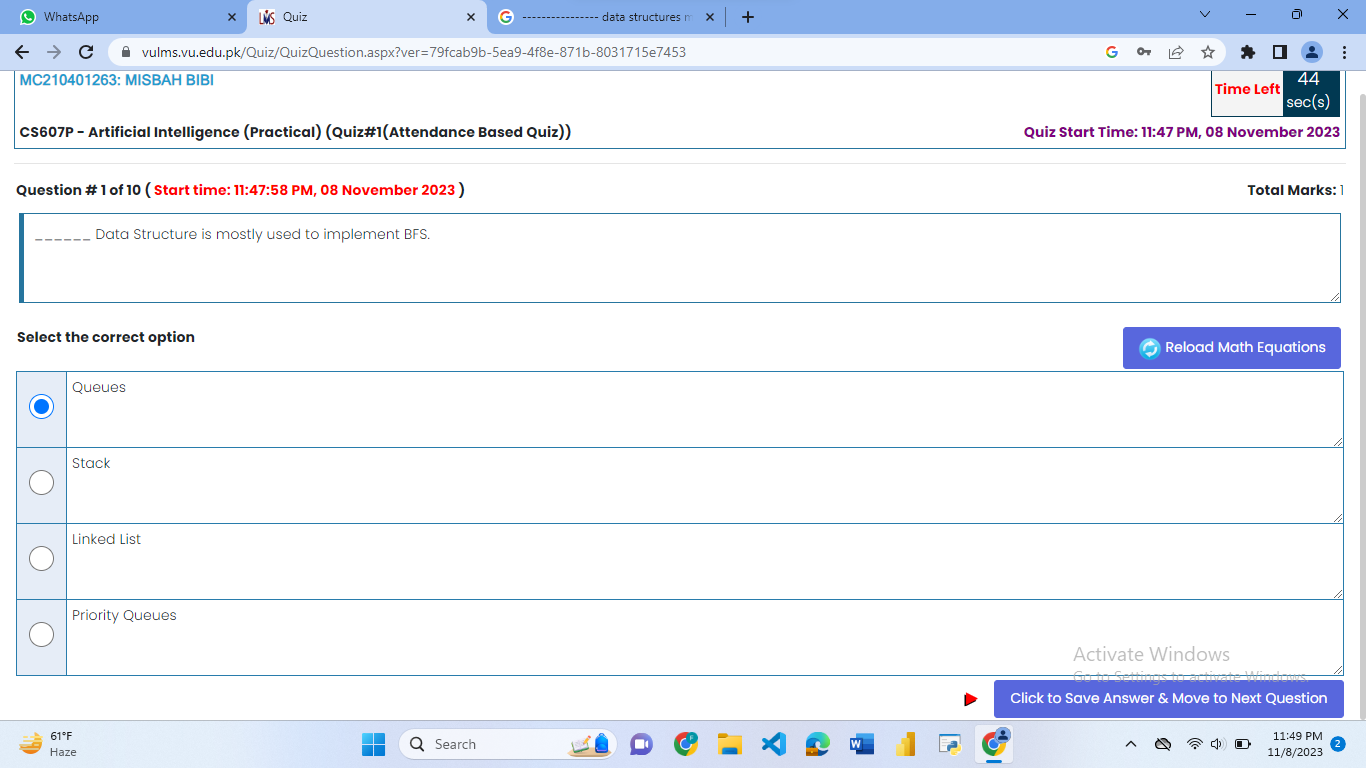 WhatsApp
Quiz
--------------- data structures m
vulms.vu.edu.pk/Quiz/QuizQuestion.aspx?ver=79fcab9b-5ea9-4f8e-871b-8031715e7453
MC210401263: MISBAH BIBI
Time Left
44
sec(s)
CS607P - Artificial Intelligence (Practical) (Quiz#1(Attendance Based Quiz))
Quiz Start Time: 11:47 PM, 08 November 2023
Question # 1 of 10 ( Start time: 11:47:58 PM, 08 November 2023 )
Total Marks: 1
______ Data Structure is mostly used to implement BFS.
Select the correct option
Reload Math Equations
Queues
Stack
Linked List
Priority Queues
Activate Windows
Go to Settings to activate Windows.
Click to Save Answer & Move to Next Question
61°F
Haze
Search
11:49 PM
11/8/2023
2